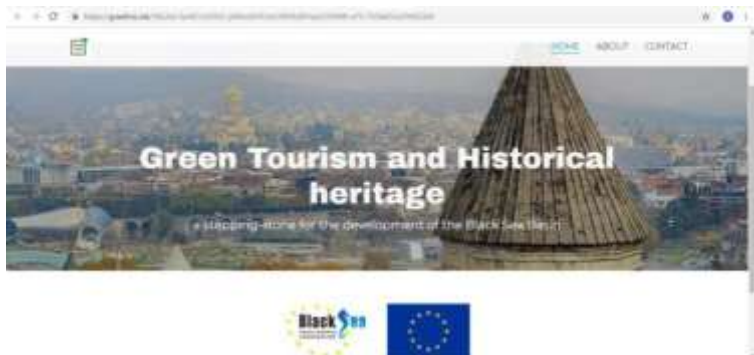 HOME ABOUT CONTACT
Green Tourism and Historical
heritage
a stepping-stone for the development of the Black Sea Basin
Black Sea